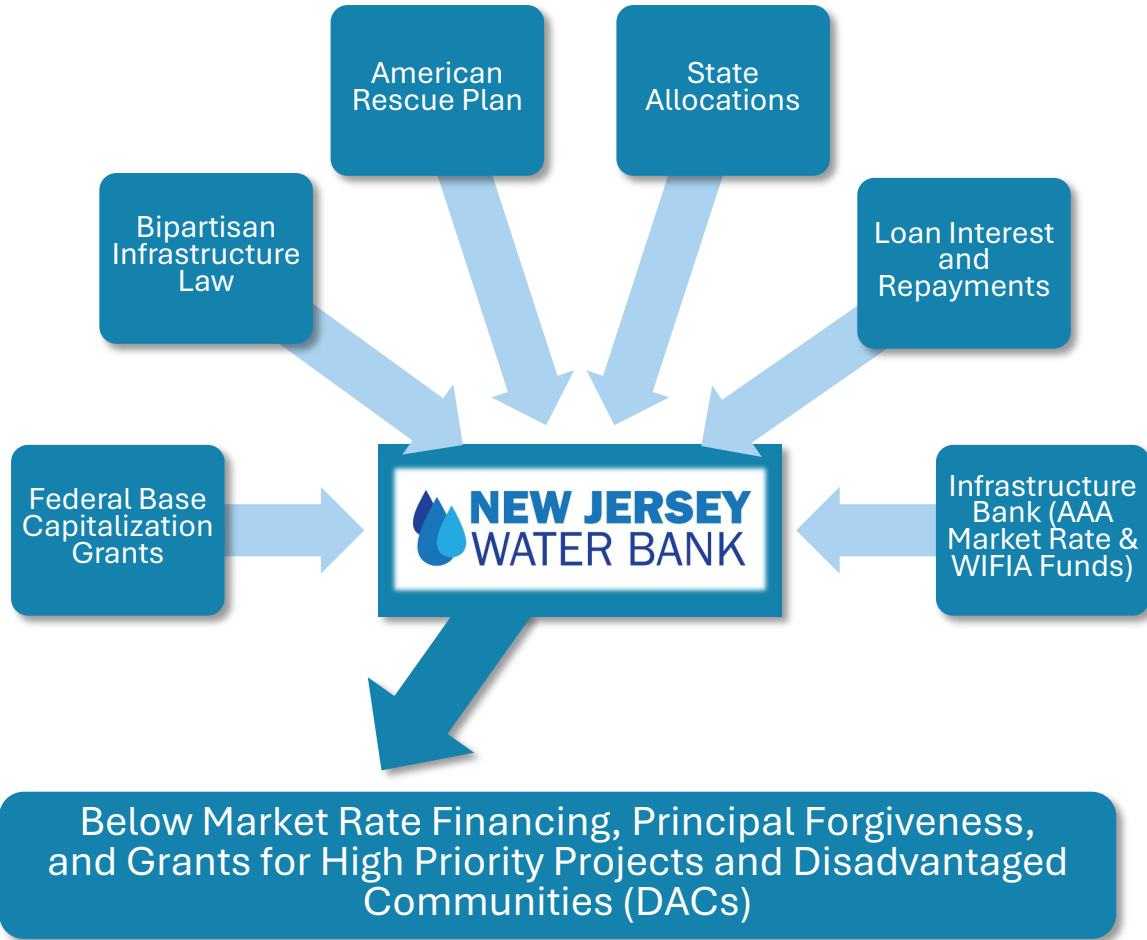 American
Rescue Plan
State
Allocations
Bipartisan
Infrastructure
Law
Loan Interest
and
Repayments
Federal Base
Capitalization
Grants
NEW JERSEY
WATER BANK
Infrastructure
Bank (AAA
Market Rate &
WIFIA Funds)
Below Market Rate Financing, Principal Forgiveness,
and Grants for High Priority Projects and Disadvantaged
Communities (DACs)